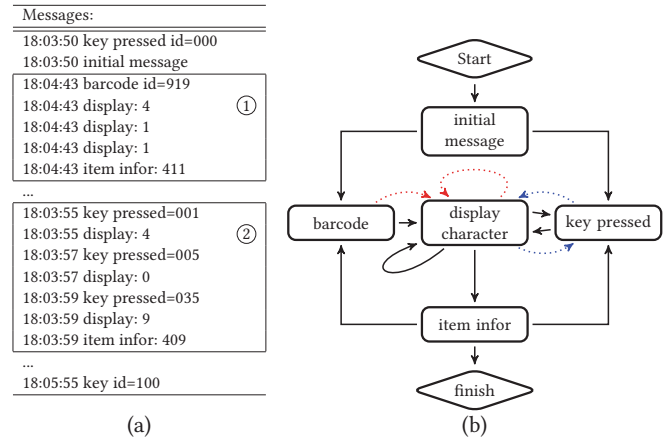 Messages:
18:03:50 key pressed id=000
18:03:50 initial message
18:04:43 barcode id=919
18:04:43 display: 4
1
18:04:43 display: 1
18:04:43 display: 1
18:04:43 item infor: 411
...
18:03:55 key pressed=001
18:03:55 display: 4
2
18:03:57 key pressed=005
18:03:57 display: 0
18:03:59 key pressed=035
18:03:59 display: 9
18:03:59 item infor: 409
...
18:05:55 key id=100
(a)
Start
initial
message
barcode
display
character
key pressed
item infor
finish
(b)